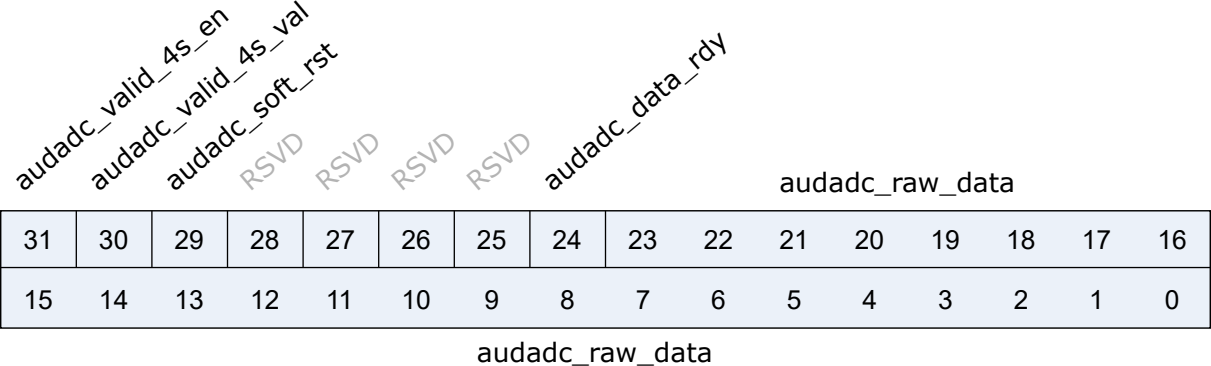 audadc_valid_4s_en
audadc_valid_4s_val
audadc_soft_rst
RSVD
RSVD
RSVD
RSVD
audadc_data_rdy
audadc_raw_data
31 30 29 28 27 26 25 24 23 22 21 20 19 18 17 16
15 14 13 12 11 10 9 8 7 6 5 4 3 2 1 0
audadc_raw_data